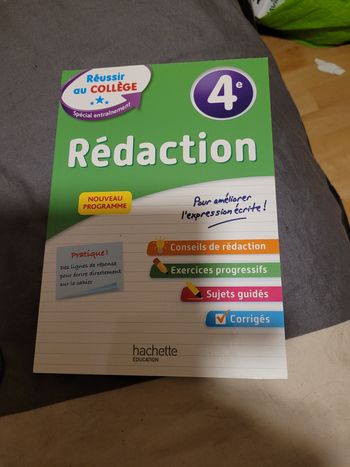 Réussir
au COLLÈGE
Spécial entraînement
4e
Rédaction
NOUVEAU
PROGRAMME
Pour améliorer
l'expression écrite !
Pratique !
Des lignes de réponse
pour écrire directement
sur le cahier
Conseils de rédaction
Exercices progressifs
Sujets guidés
Corrigés
hachette
ÉDUCATION